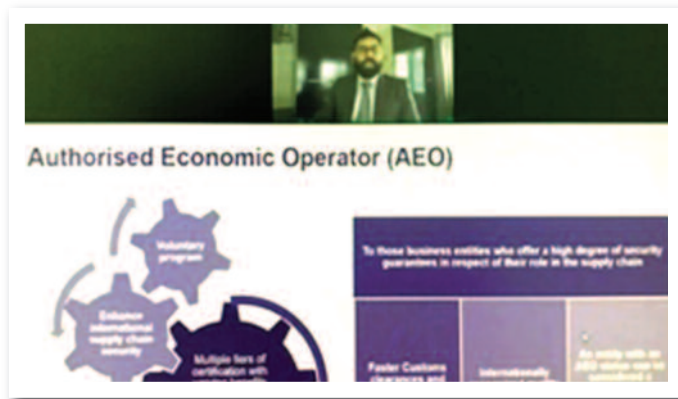 Authorised Economic Operator (AEO)
Voluntary
program
Enhance
international
supply chain
security
Multiple tiers of
certification with
To those business entities who offer a high degree of security
guarantees in respect of their role in the supply chain
Faster Customs
clearances and
Internationally
An entity with an
AEO status can be
considered a